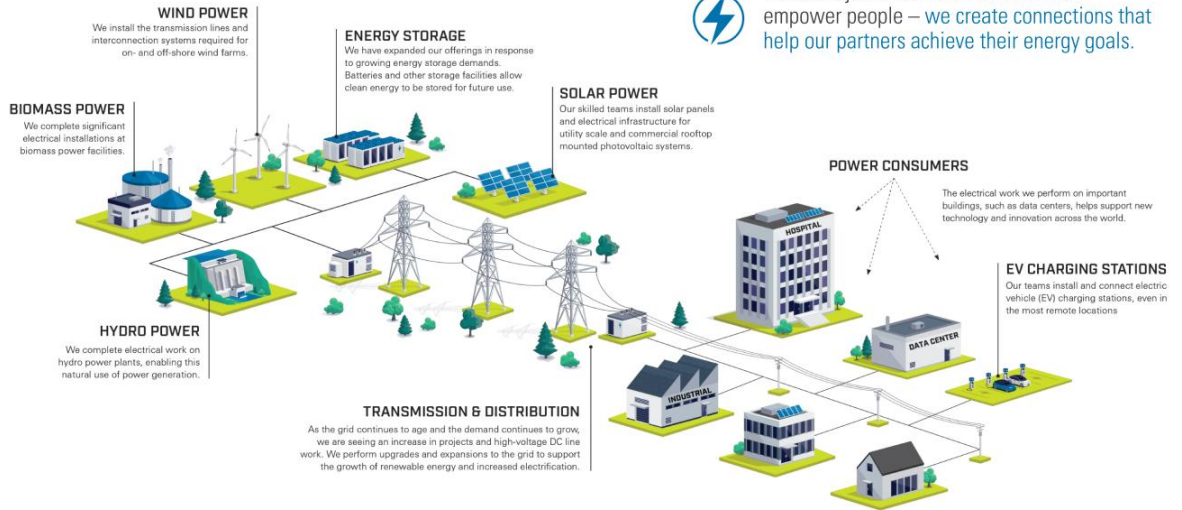 empower people – we create connections that
help our partners achieve their energy goals.
WIND POWER
We install the transmission lines and
interconnection systems required for
on- and off-shore wind farms.
ENERGY STORAGE
We have expanded our offerings in response
to growing energy storage demands.
Batteries and other storage facilities allow
clean energy to be stored for future use.
SOLAR POWER
Our skilled teams install solar panels
and electrical infrastructure for
utility scale and commercial rooftop
mounted photovoltaic systems.
BIOMASS POWER
We complete significant
electrical installations at
biomass power facilities.
POWER CONSUMERS
The electrical work we perform on important
buildings, such as data centers, helps support new
technology and innovation across the world.
HOSPITAL
EV CHARGING STATIONS
Our teams install and connect electric
vehicle (EV) charging stations, even in
the most remote locations
HYDRO POWER
We complete electrical work on
hydro power plants, enabling this
natural use of power generation.
DATA CENTER
INDUSTRIAL
TRANSMISSION & DISTRIBUTION
As the grid continues to age and the demand continues to grow,
we are seeing an increase in projects and high-voltage DC line
work. We perform upgrades and expansions to the grid to support
the growth of renewable energy and increased electrification.